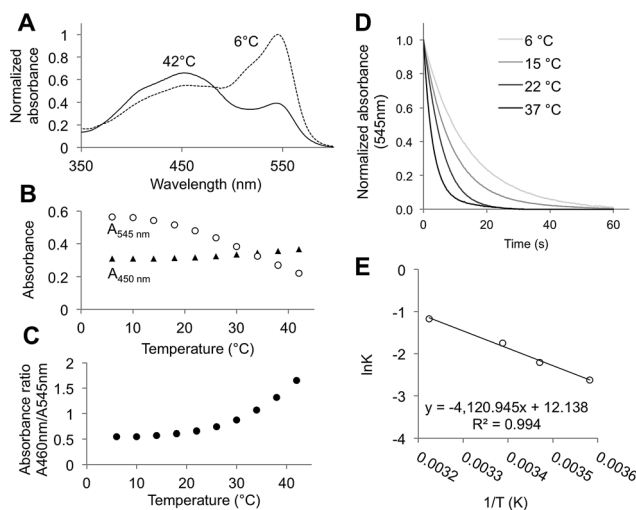 A
42°C
6°C
Normalized
absorbance
1
0.8
0.6
0.4
0.2
0
350
450
550
Wavelength (nm)
B
Absorbance
0.6
0.4
0.2
0
A545 nm
A450 nm
0
10
20
30
40
Temperature (°C)
C
Absorbance ratio
A460nm/A545nm
2
1.5
1
0.5
0
0
10
20
30
40
Temperature (°C)
D
Normalized absorbance
(545nm)
1.0
0.8
0.6
0.4
0.2
0.0
6 °C
15 °C
22 °C
37 °C
0
20
40
60
Time (s)
E
lnK
0
-1
-2
-3
-4
y = -4,120.945x + 12.138
R² = 0.994
0.0032
0.0033
0.0034
0.0035
0.0036
1/T (K)